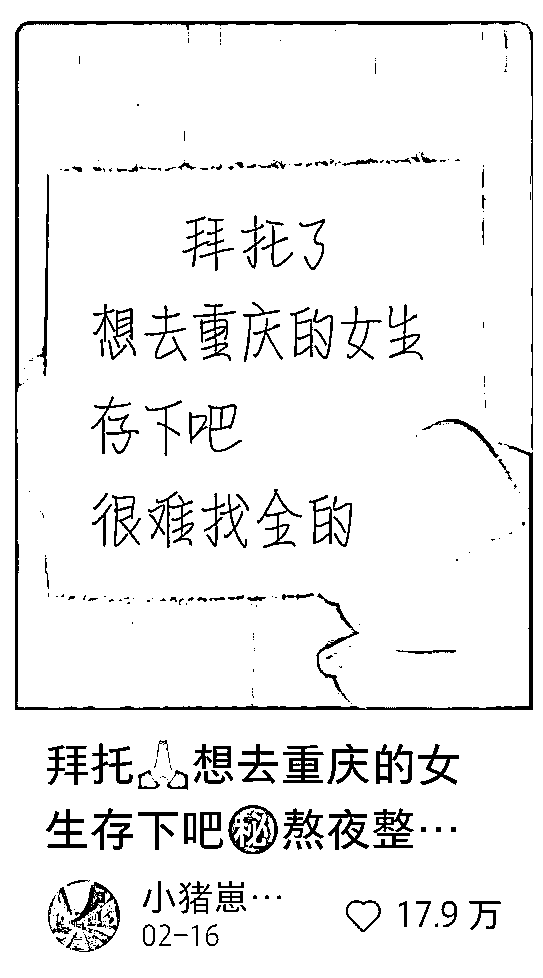 拜托了
想去重庆的女生
存下吧
很难找全的
拜托🙏想去重庆的女
生存下吧㊙熬夜整…
小猪崽…
02-16
17.9万